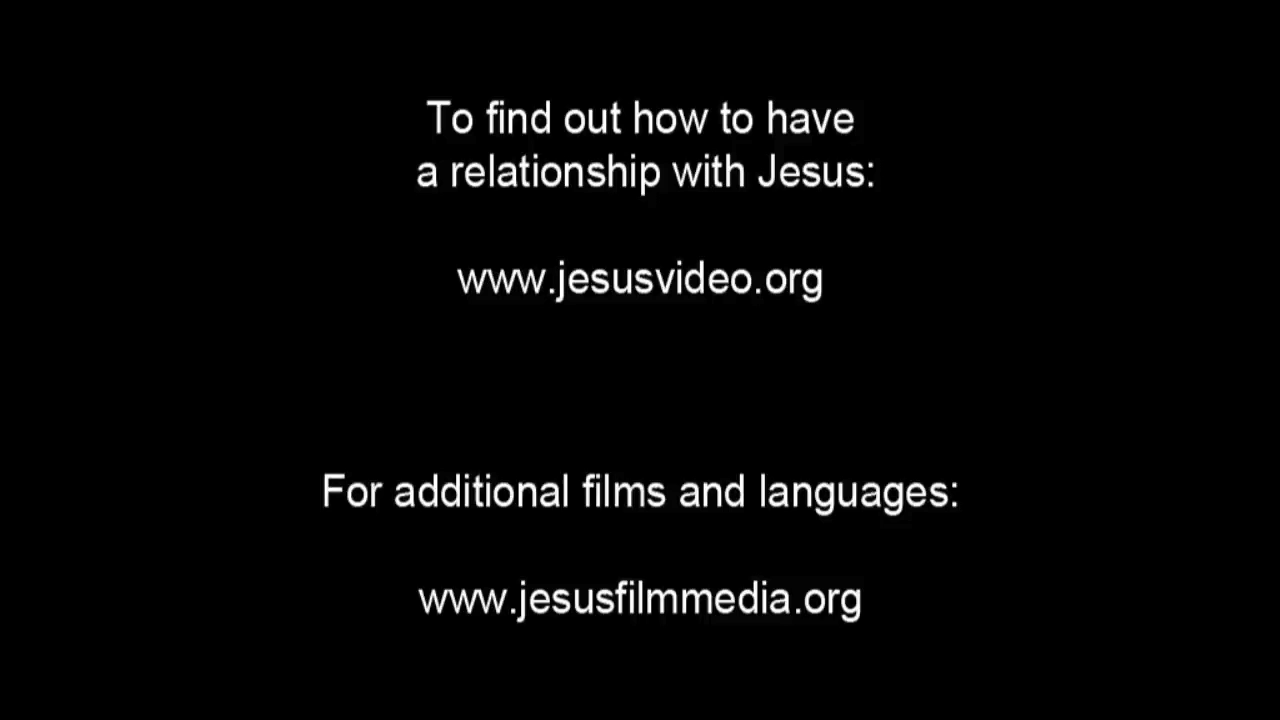 To find out how to have
a relationship with Jesus:
www.jesusvideo.org
For additional films and languages:
www.jesusfilmmedia.org